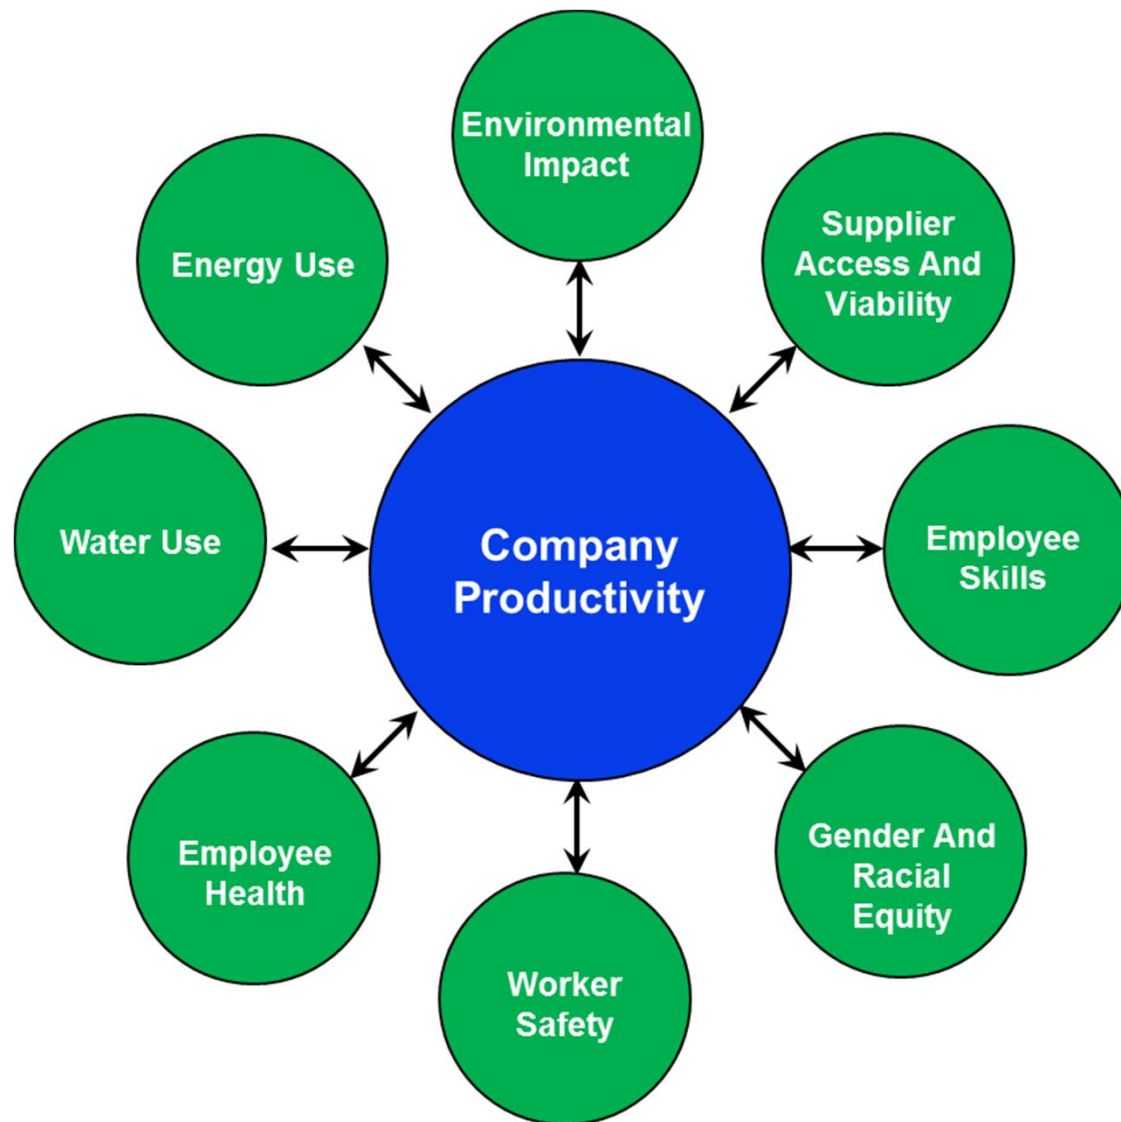 Environmental
Impact
Supplier
Access And
Viability
Energy Use
Employee
Skills
Water Use
Company
Productivity
Gender And
Racial
Equity
Employee
Health
Worker
Safety